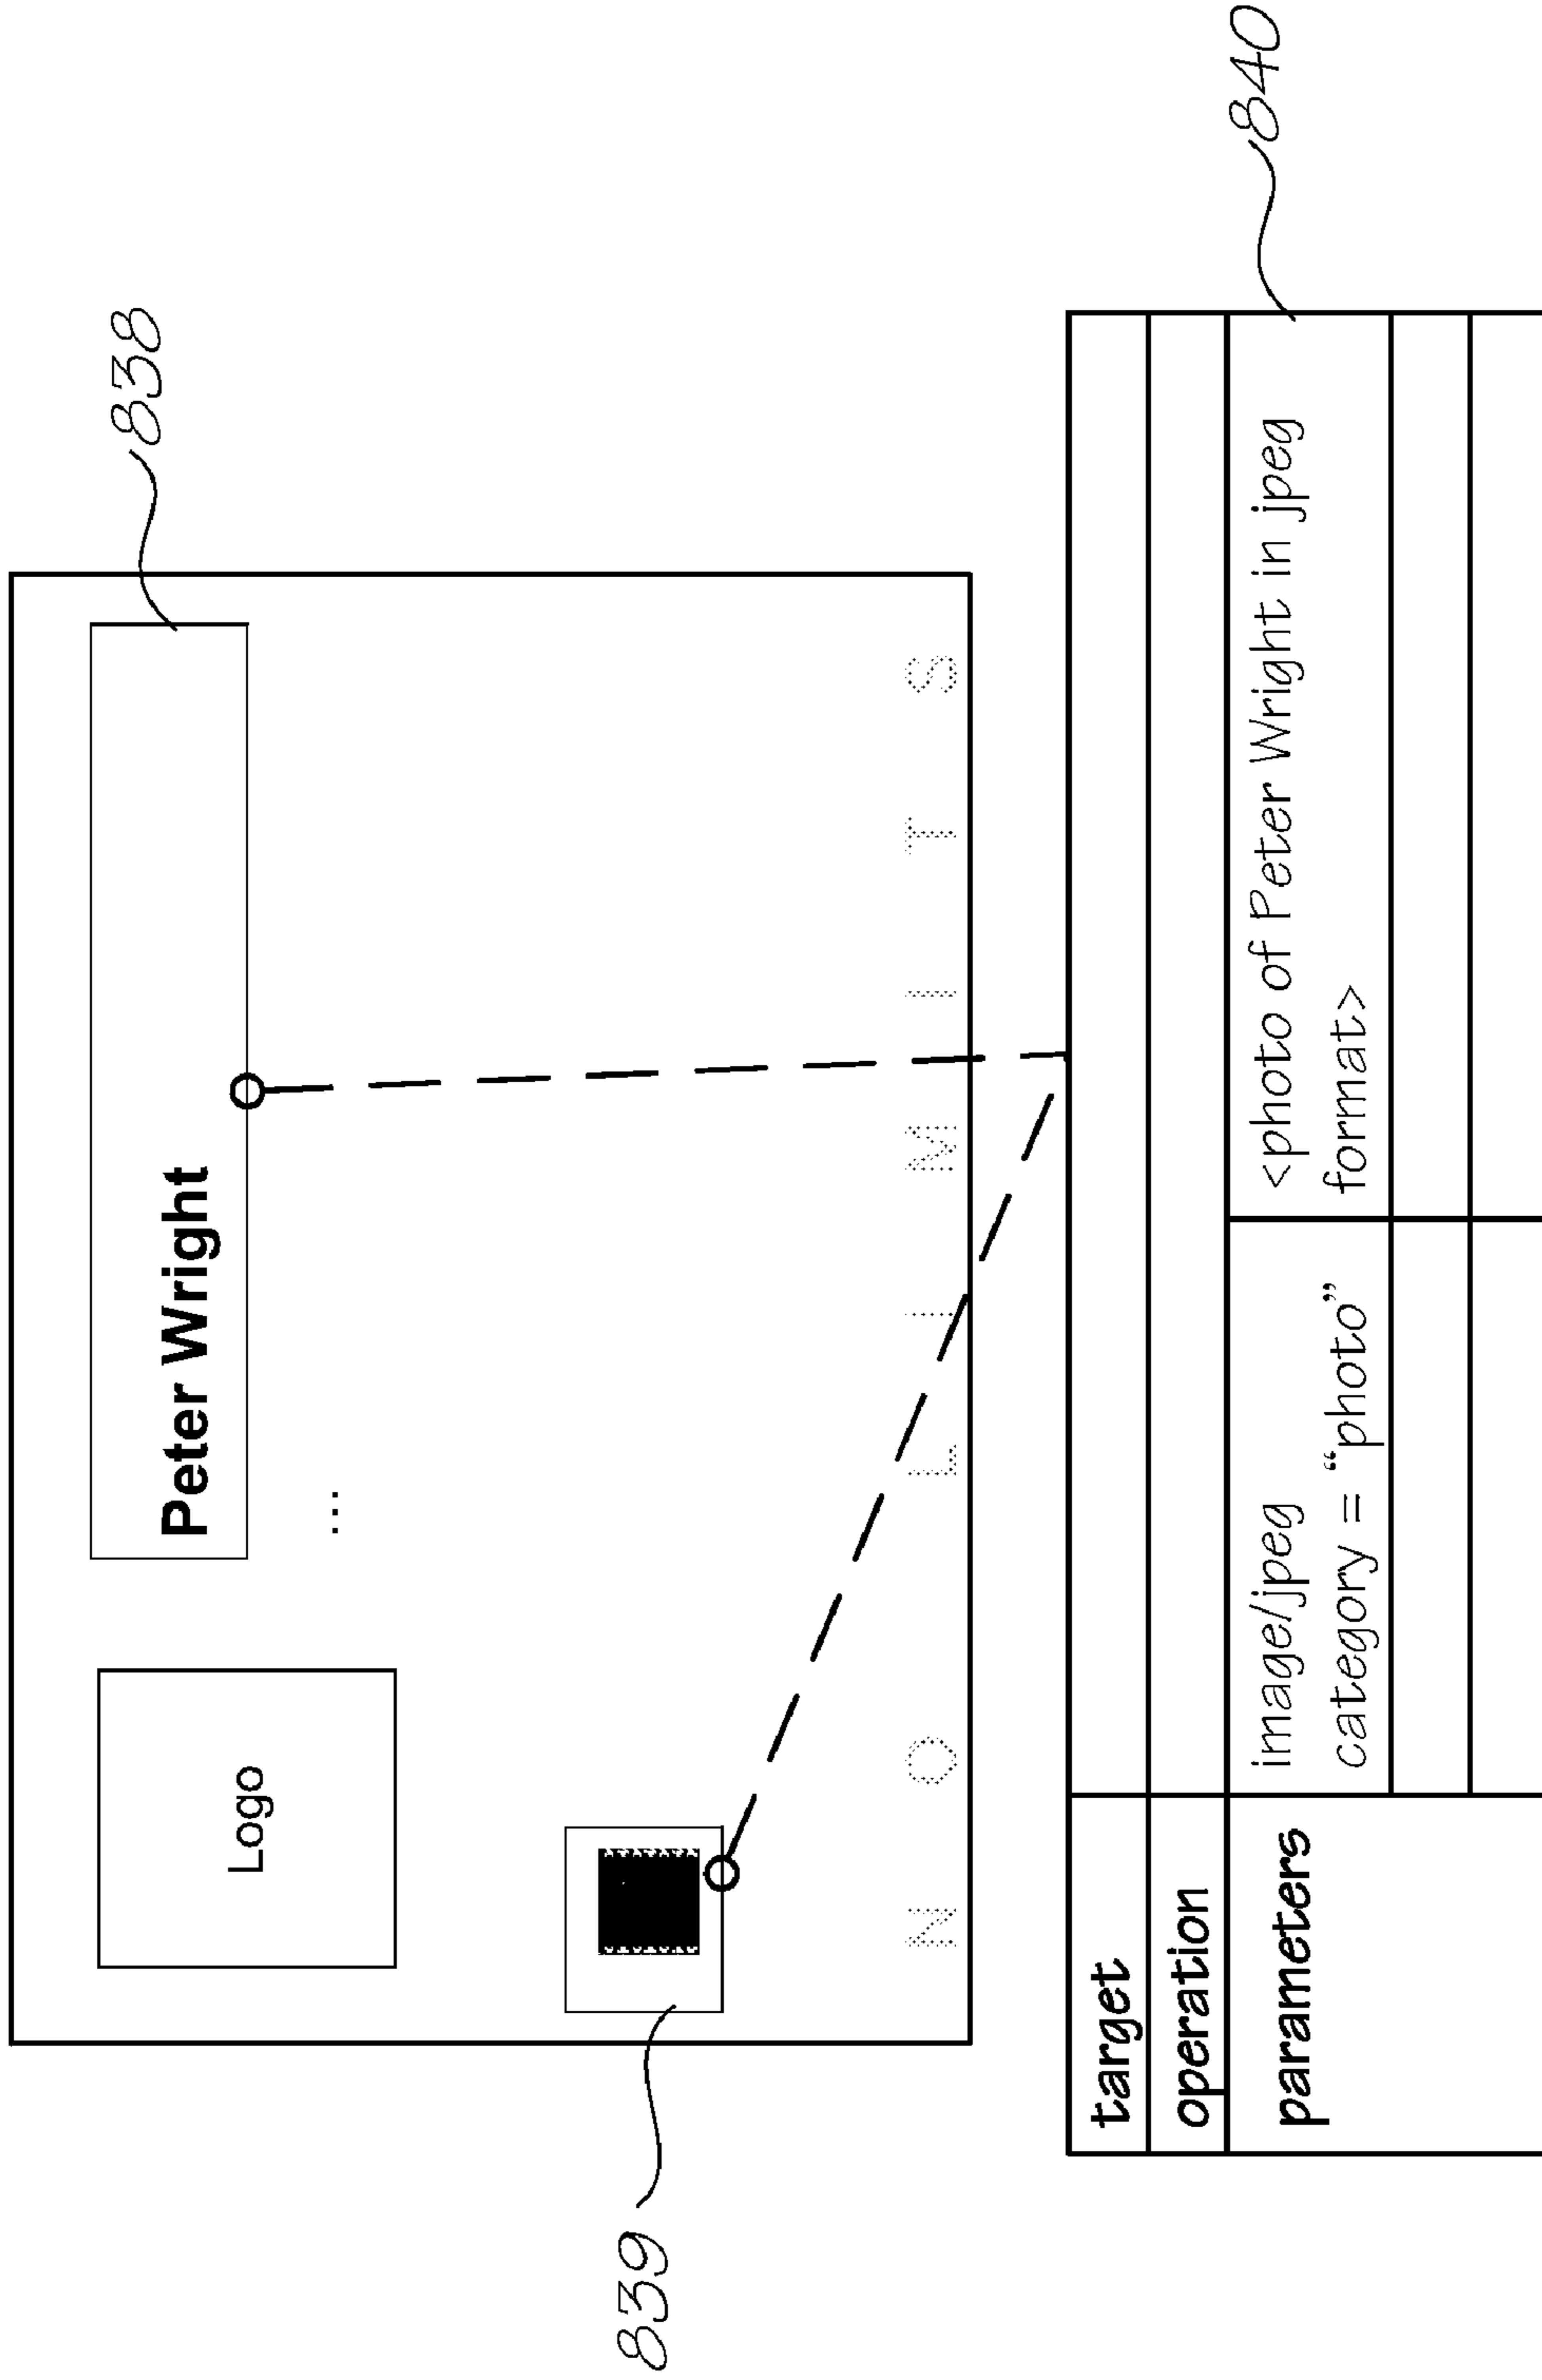 838
Logo
Peter Wright
...
839
N O L I M I T S
target
operation
parameters
image/jpeg
category = “photo”
<photo of Peter Wright in jpeg
format>
840